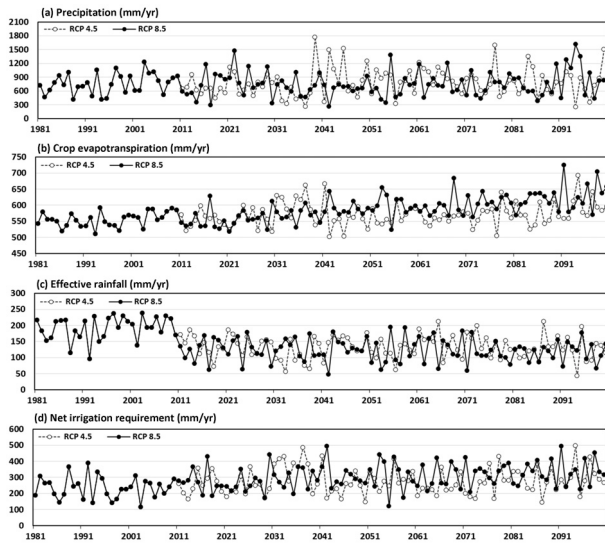 (a) Precipitation (mm/yr)
2100
1800
1500
1200
900
600
300
0
RCP 4.5
RCP 8.5
1981 1991 2001 2011 2021 2031 2041 2051 2061 2071 2081 2091
(b) Crop evapotranspiration (mm/yr)
750
700
650
600
550
500
450
RCP 4.5
RCP 8.5
1981 1991 2001 2011 2021 2031 2041 2051 2061 2071 2081 2091
(c) Effective rainfall (mm/yr)
300
250
200
150
100
50
0
RCP 4.5
RCP 8.5
1981 1991 2001 2011 2021 2031 2041 2051 2061 2071 2081 2091
(d) Net irrigation requirement (mm/yr)
600
500
400
300
200
100
0
RCP 4.5
RCP 8.5
1981 1991 2001 2011 2021 2031 2041 2051 2061 2071 2081 2091